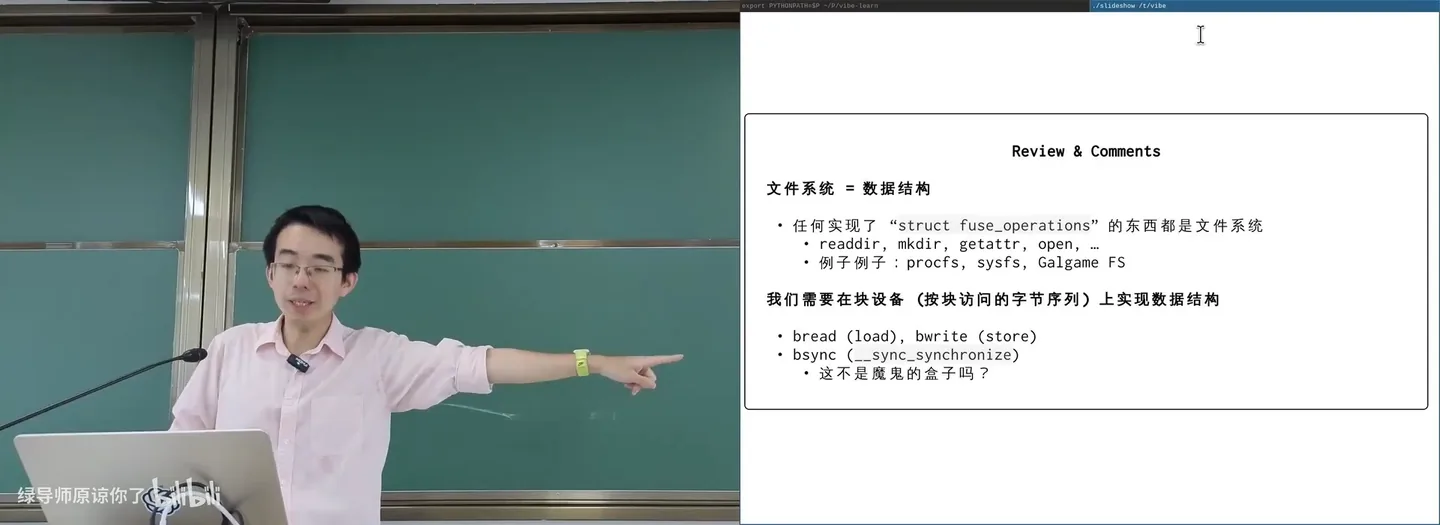 export PYTHONPATH=$P ~/P/vibe-learn
./slideshow /t/vibe
Review & Comments
文件系统 = 数据结构
• 任何实现了 “struct fuse_operations” 的东西都是文件系统
• readdir, mkdir, getattr, open, …
• 例子例子：procfs, sysfs, Galgame FS
我们需要在块设备 (按块访问的字节序列) 上实现数据结构
• bread (load), bwrite (store)
• bsync (__sync_synchronize)
• 这不是魔鬼的盒子吗？
绿导师原谅你了 bilibili